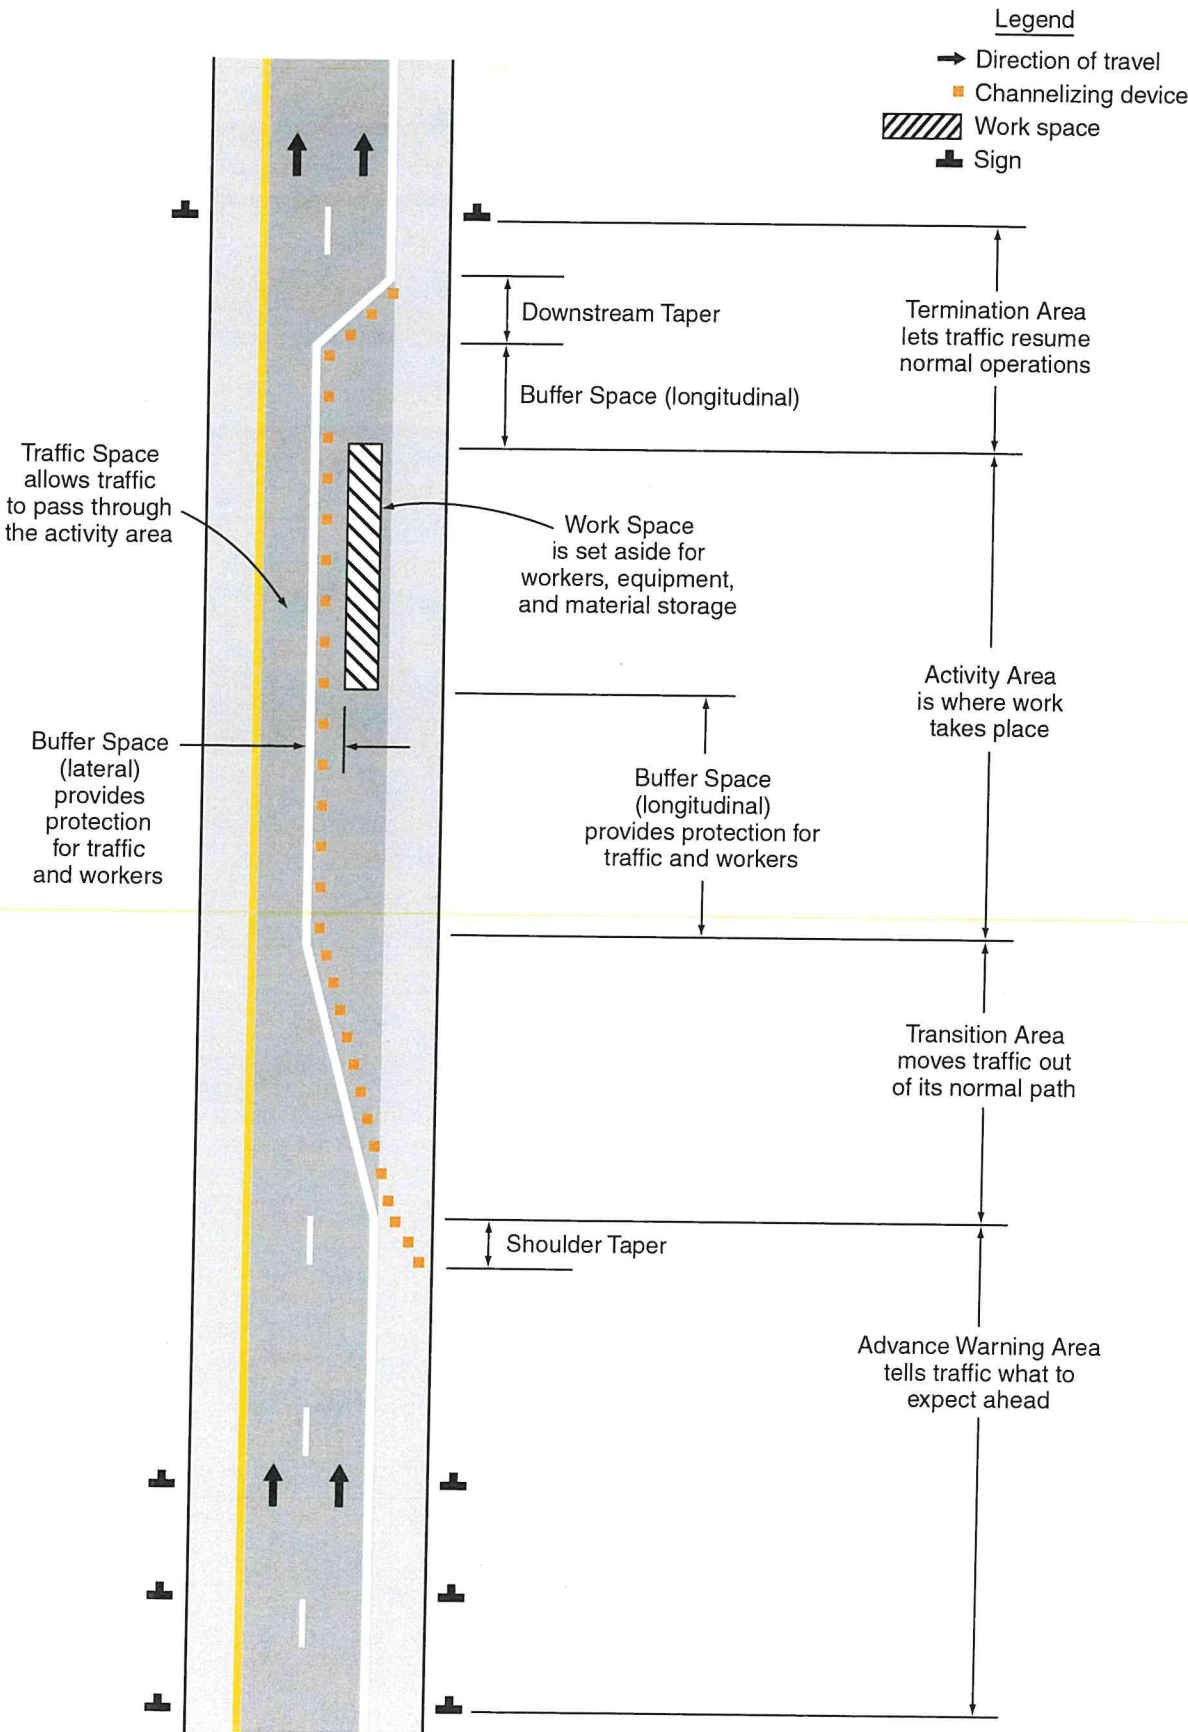 Legend
Direction of travel
Channelizing device
Work space
Sign
Downstream Taper
Termination Area
lets traffic resume
normal operations
Buffer Space (longitudinal)
Traffic Space
allows traffic
to pass through
the activity area
Work Space
is set aside for
workers, equipment,
and material storage
Activity Area
is where work
takes place
Buffer Space
(lateral)
provides
protection
for traffic
and workers
Buffer Space
(longitudinal)
provides protection for
traffic and workers
Transition Area
moves traffic out
of its normal path
Shoulder Taper
Advance Warning Area
tells traffic what to
expect ahead